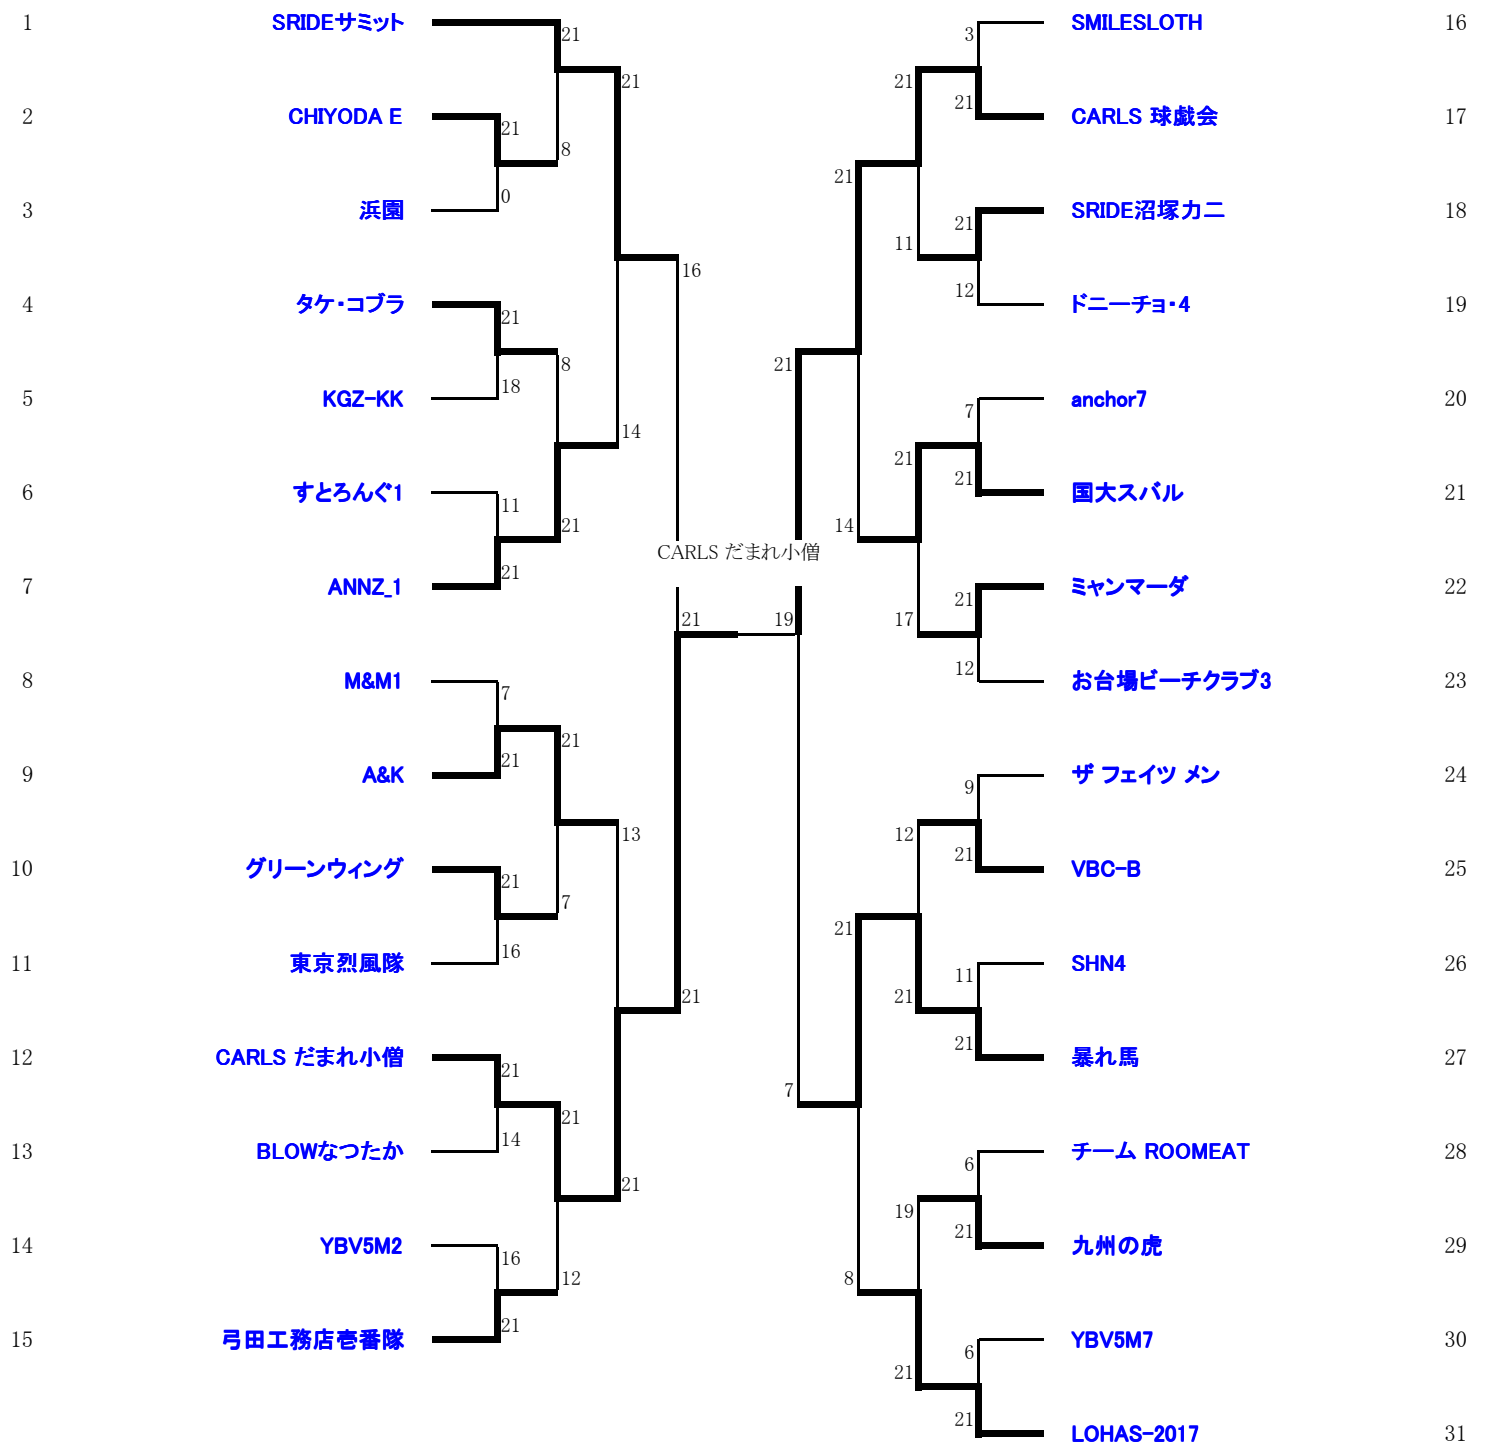 1 SRIDEサミット 21 3 SMILESLOTH 16
21 21
2 CHIYODA E 21 8 21 CARLS 球戯会 17
21
3 浜園 0 21 SRIDE沼塚カ二 18
16 11
4 タケ・コブラ 21 12 ドニーチョ・4 19
8 21
5 KGZ-KK 18 7 anchor7 20
14 21
6 すとろんぐ1 11 21 国大スバル 21
21 14
CARLS だまれ小僧
7 ANNZ_1 21 21 ミャンマーダ 22
21 19 17
8 M&M1 7 12 お台場ビーチクラブ3 23
21
9 A&K 21 9 ザ フェイツ メン 24
13 12
10 グリーンウィング 21 21 VBC-B 25
7 21
11 東京烈風隊 16 11 SHN4 26
21 21
12 CARLS だまれ小僧 21 21 暴れ馬 27
21 7
13 BLOWなつたか 14 6 チーム ROOMEAT 28
21 19
14 YBV5M2 16 21 九州の虎 29
12 8
15 弓田工務店壱番隊 21 6 YBV5M7 30
21
21 LOHAS-2017 31